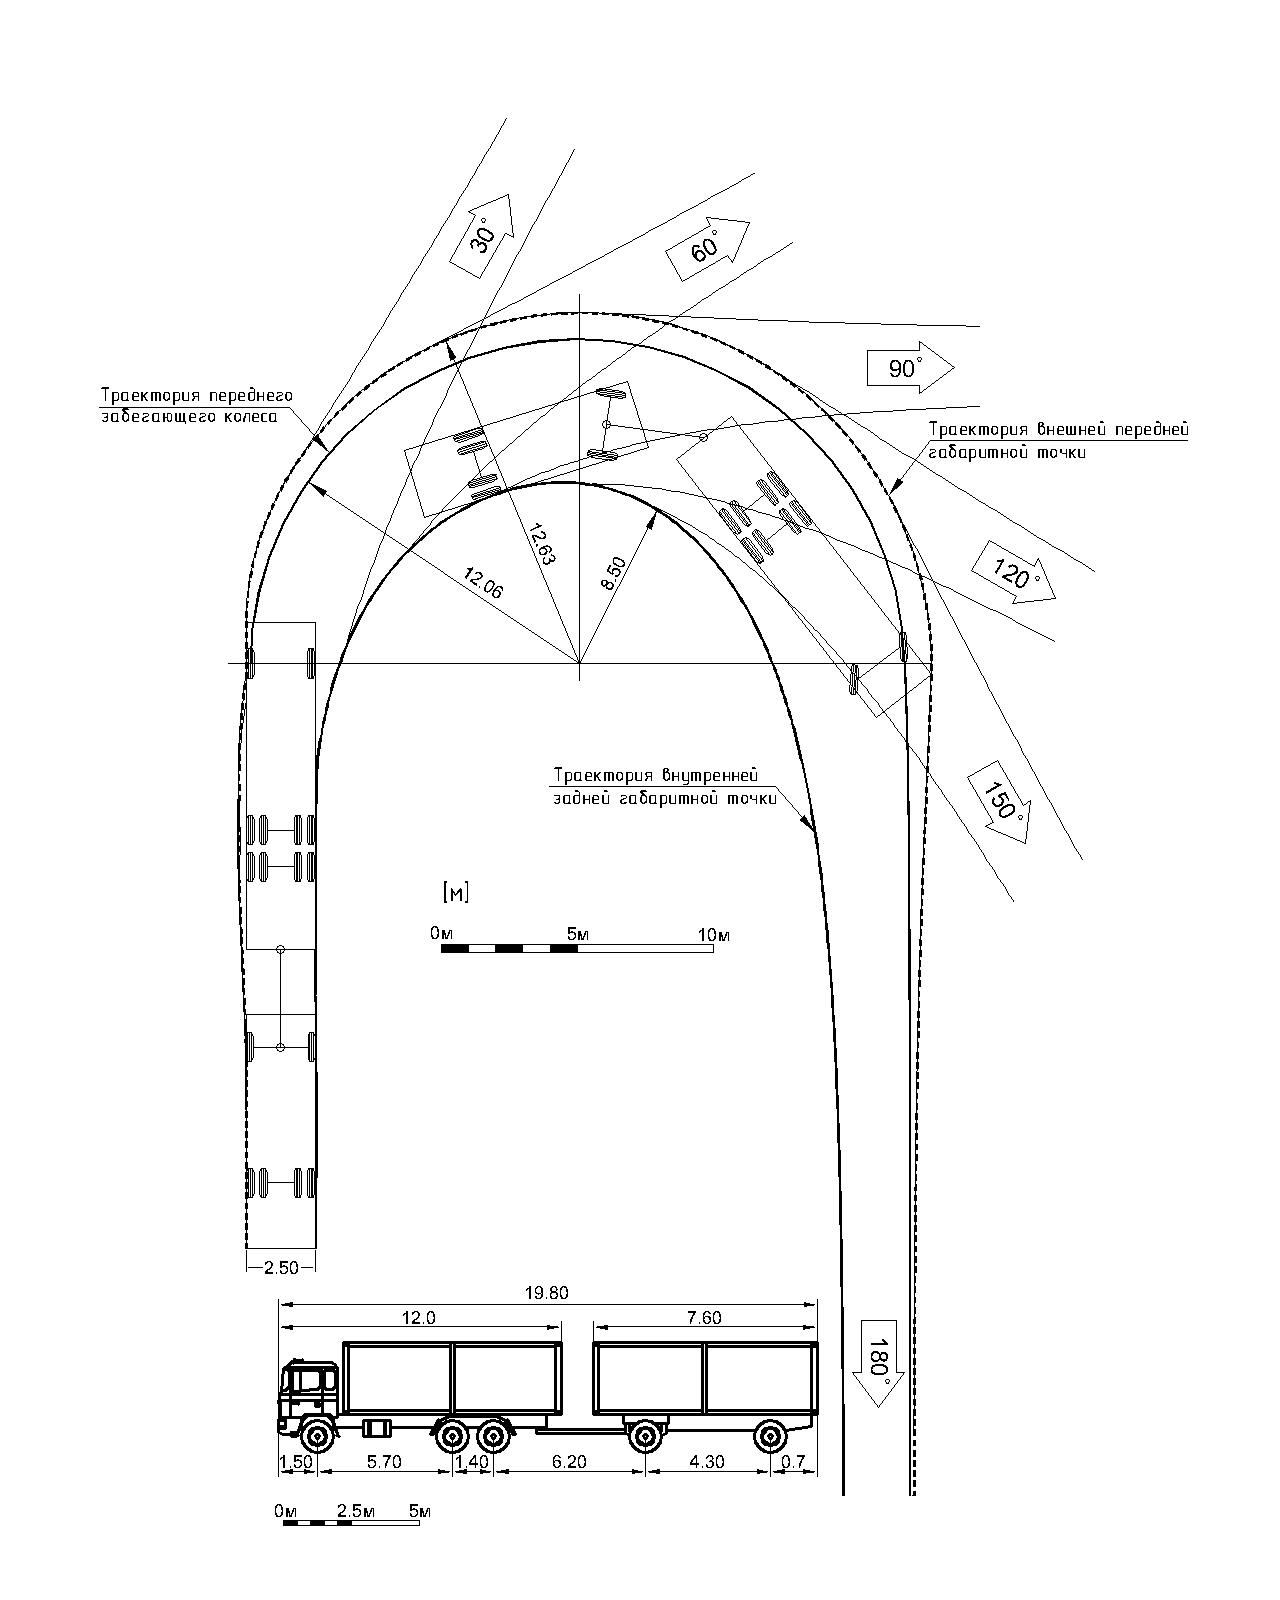 30°
60°
90°
Траектория переднего
забегающего колеса
Траектория внешней передней
габаритной точки
12.63
12.06
8.50
120°
150°
Траектория внутренней
задней габаритной точки
[м]
0м 5м 10м
2.50
180°
19.80
12.0 7.60
1.50 5.70 1.40 6.20 4.30 0.7
0м 2.5м 5м